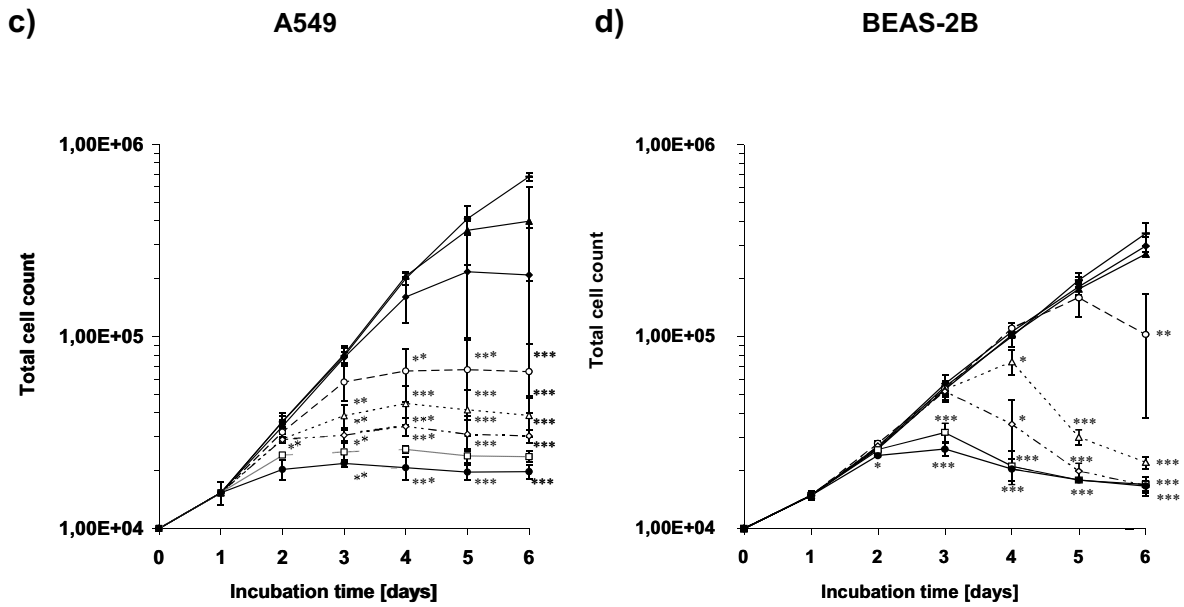 c) A549
d) BEAS-2B
Total cell count
1,00E+06
1,00E+05
1,00E+04
** *** ***
** *** *** ***
** *** *** ***
** ** *** *** ***
** *** *** ***
0 1 2 3 4 5 6
Incubation time [days]
Total cell count
1,00E+06
1,00E+05
1,00E+04
**
*
*** * *** ***
*** *** ***
* *** *** *** ***
0 1 2 3 4 5 6
Incubation time [days]